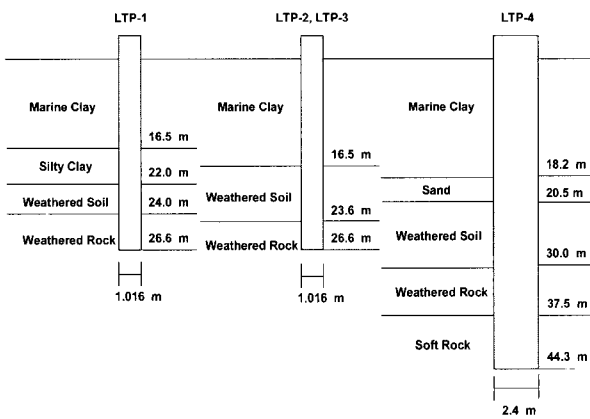 LTP-1
Marine Clay
16.5 m
Silty Clay
22.0 m
Weathered Soil
24.0 m
Weathered Rock
26.6 m
1.016 m
LTP-2, LTP-3
Marine Clay
16.5 m
Weathered Soil
23.6 m
Weathered Rock
26.6 m
1.016 m
LTP-4
Marine Clay
18.2 m
Sand
20.5 m
Weathered Soil
30.0 m
Weathered Rock
37.5 m
Soft Rock
44.3 m
2.4 m